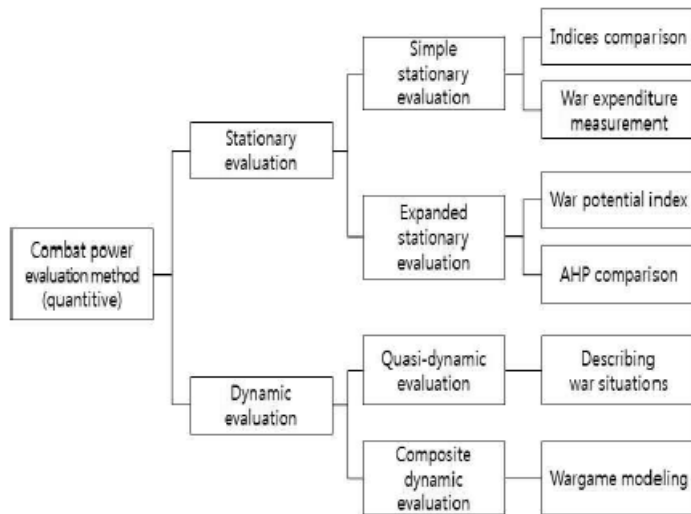 Combat power
evaluation method
(quantitive)
Stationary
evaluation
Simple
stationary
evaluation
Indices comparison
War expenditure
measurement
Expanded
stationary
evaluation
War potential index
AHP comparison
Dynamic
evaluation
Quasi-dynamic
evaluation
Describing
war situations
Composite
dynamic
evaluation
Wargame modeling